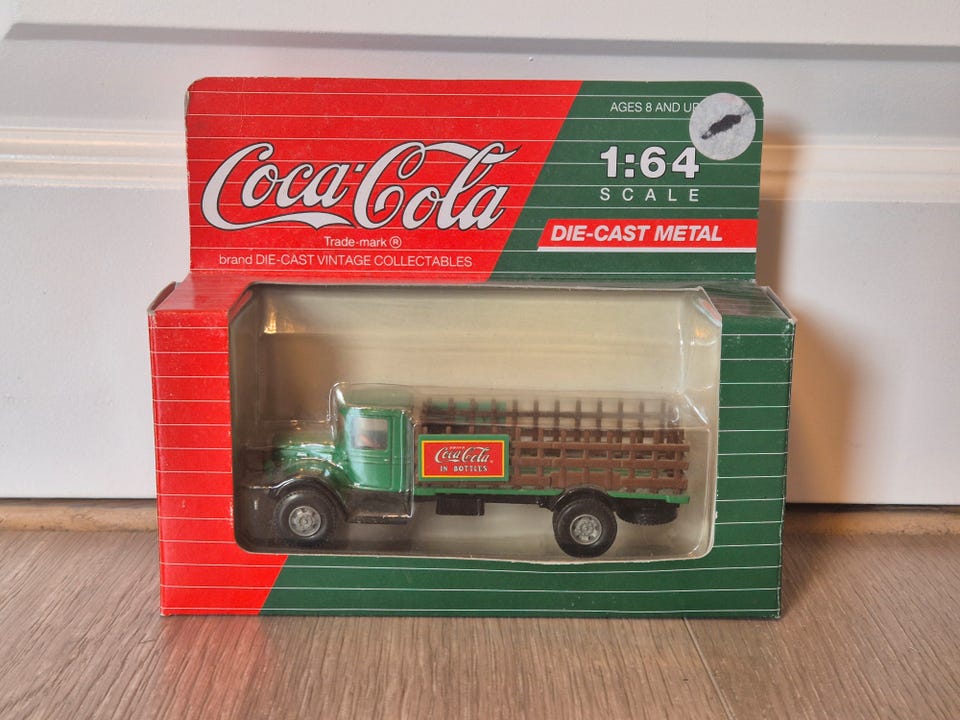 AGES 8 AND UP
Coca-Cola
1:64
SCALE
Trade-mark ®
DIE-CAST METAL
brand DIE-CAST VINTAGE COLLECTABLES
DRINK
Coca-Cola
IN BOTTLES